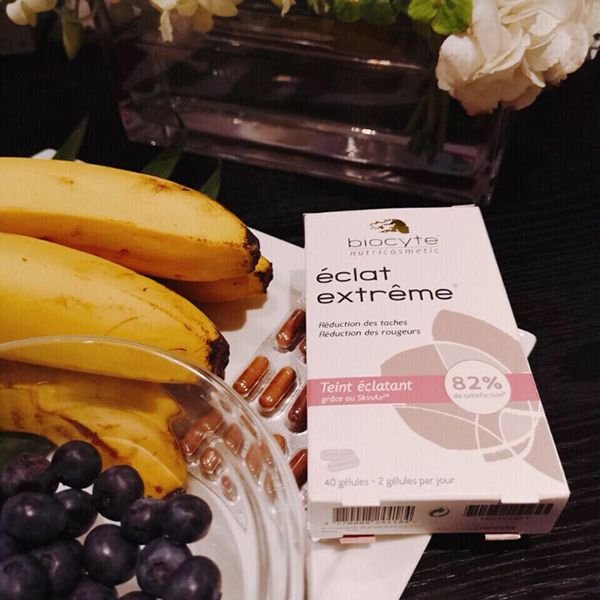 biocyte®
nutricosmetic
éclat
extrême®
Réduction des taches
Réduction des rougeurs
Teint éclatant
grâce au SkinAx²™
82%
de satisfaction*
40 gélules - 2 gélules par jour